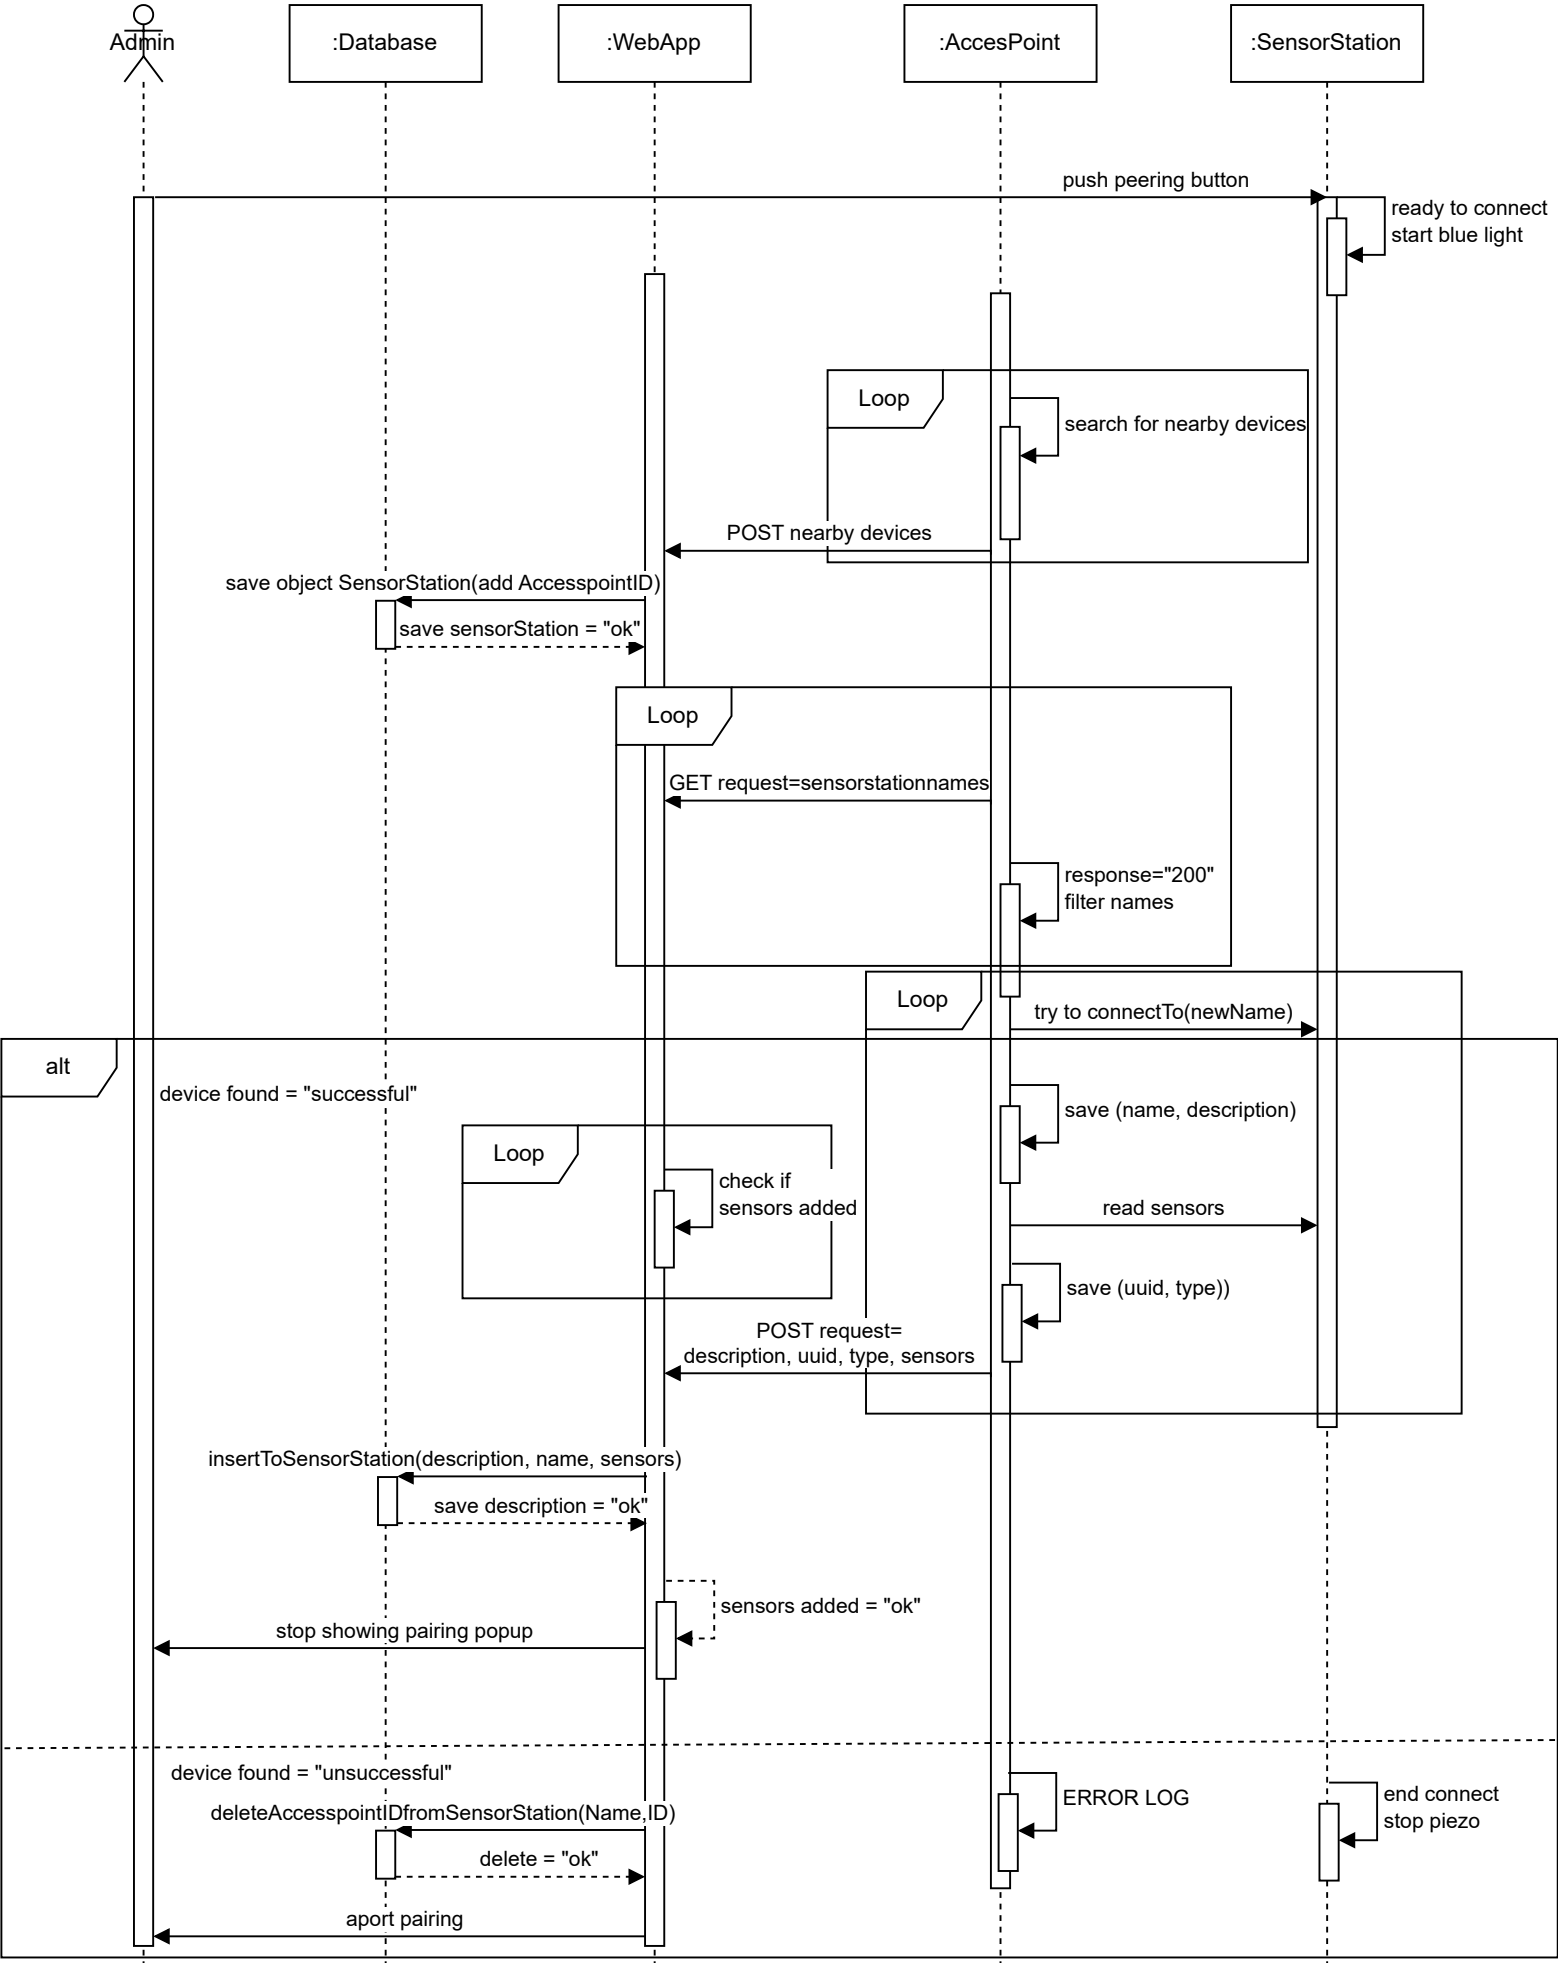 Admin
:Database
:WebApp
:AccesPoint
:SensorStation
push peering button
ready to connect
start blue light
Loop
search for nearby devices
POST nearby devices
save object SensorStation(add AccesspointID)
save sensorStation = "ok"
Loop
GET request=sensorstationnames
response="200"
filter names
Loop
try to connectTo(newName)
alt
device found = "successful"
save (name, description)
Loop
check if
sensors added
read sensors
save (uuid, type))
POST request=
description, uuid, type, sensors
insertToSensorStation(description, name, sensors)
save description = "ok"
sensors added = "ok"
stop showing pairing popup
device found = "unsuccessful"
ERROR LOG
end connect
stop piezo
deleteAccesspointIDfromSensorStation(Name,ID)
delete = "ok"
aport pairing